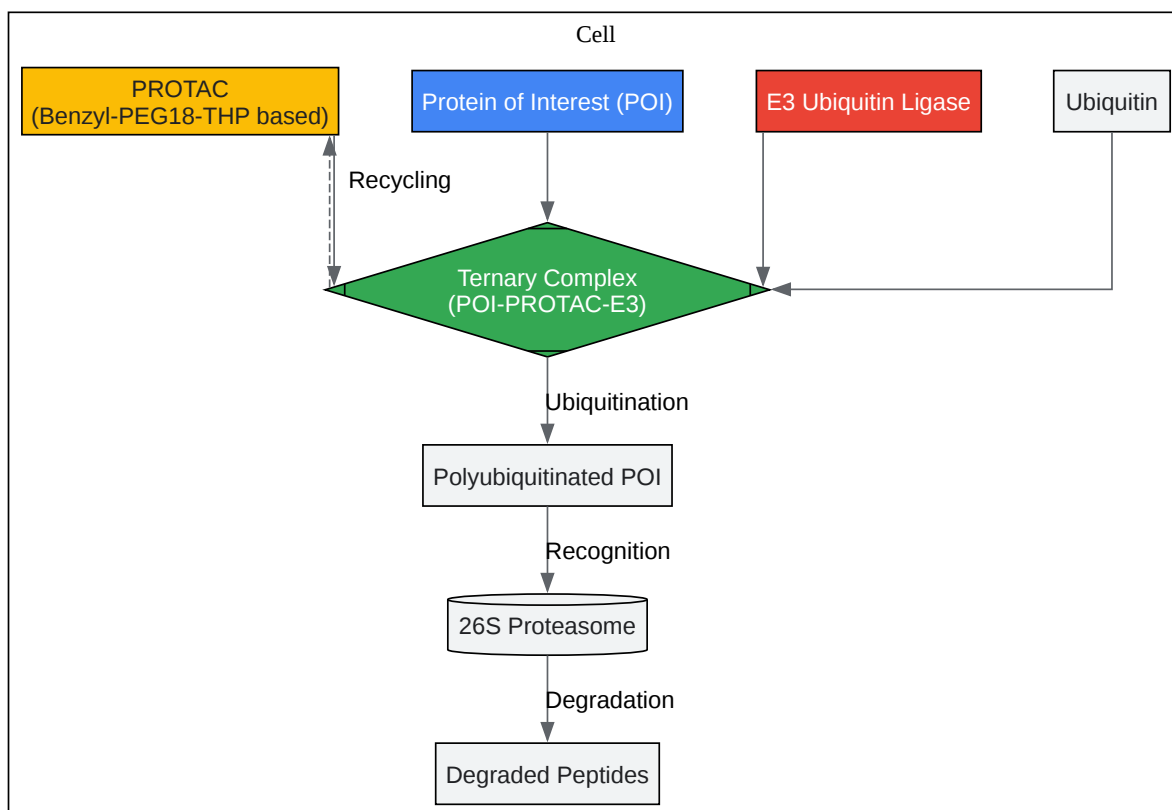 Cell
PROTAC
(Benzyl-PEG18-THP based)
Protein of Interest (POI)
E3 Ubiquitin Ligase
Ubiquitin
Recycling
Ternary Complex
(POI-PROTAC-E3)
Ubiquitination
Polyubiquitinated POI
Recognition
26S Proteasome
Degradation
Degraded Peptides